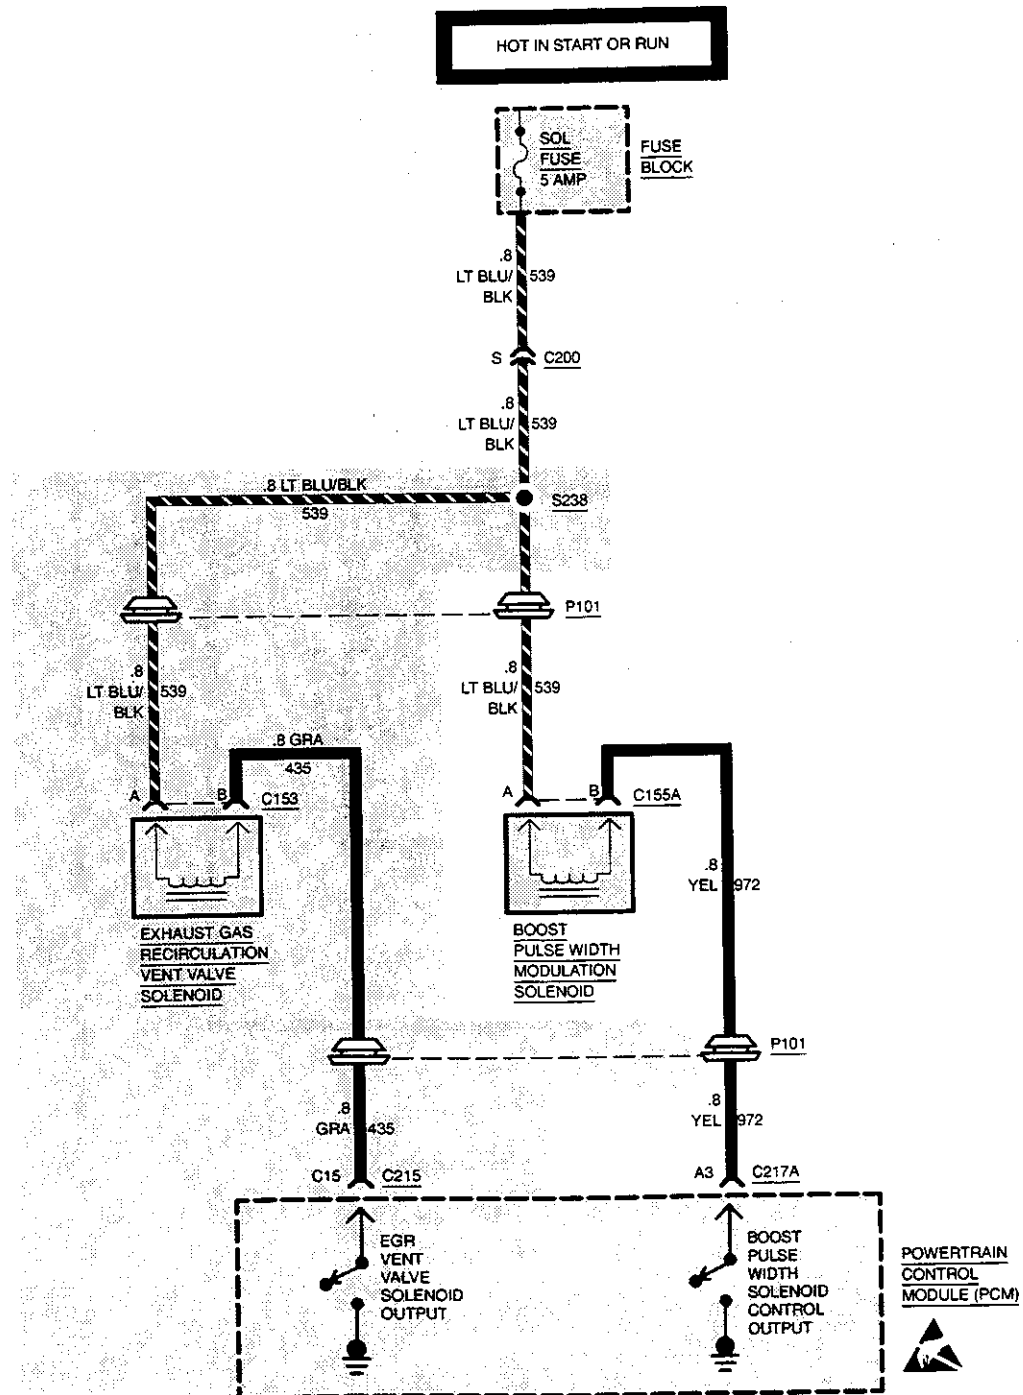 HOT IN START OR RUN
SOL
FUSE
5 AMP
FUSE
BLOCK
.8
LT BLU/
BLK
539
S
C200
.8
LT BLU/
BLK
539
.8 LT BLU/BLK
539
S238
P101
.8
LT BLU/
BLK
539
.8
LT BLU/
BLK
539
.8 GRA
435
A
B
C153
A
B
C155A
.8
YEL
972
EXHAUST GAS
RECIRCULATION
VENT VALVE
SOLENOID
BOOST
PULSE WIDTH
MODULATION
SOLENOID
P101
.8
GRA
435
.8
YEL
972
C15
C215
A3
C217A
EGR
VENT
VALVE
SOLENOID
OUTPUT
BOOST
PULSE
WIDTH
SOLENOID
CONTROL
OUTPUT
POWERTRAIN
CONTROL
MODULE (PCM)